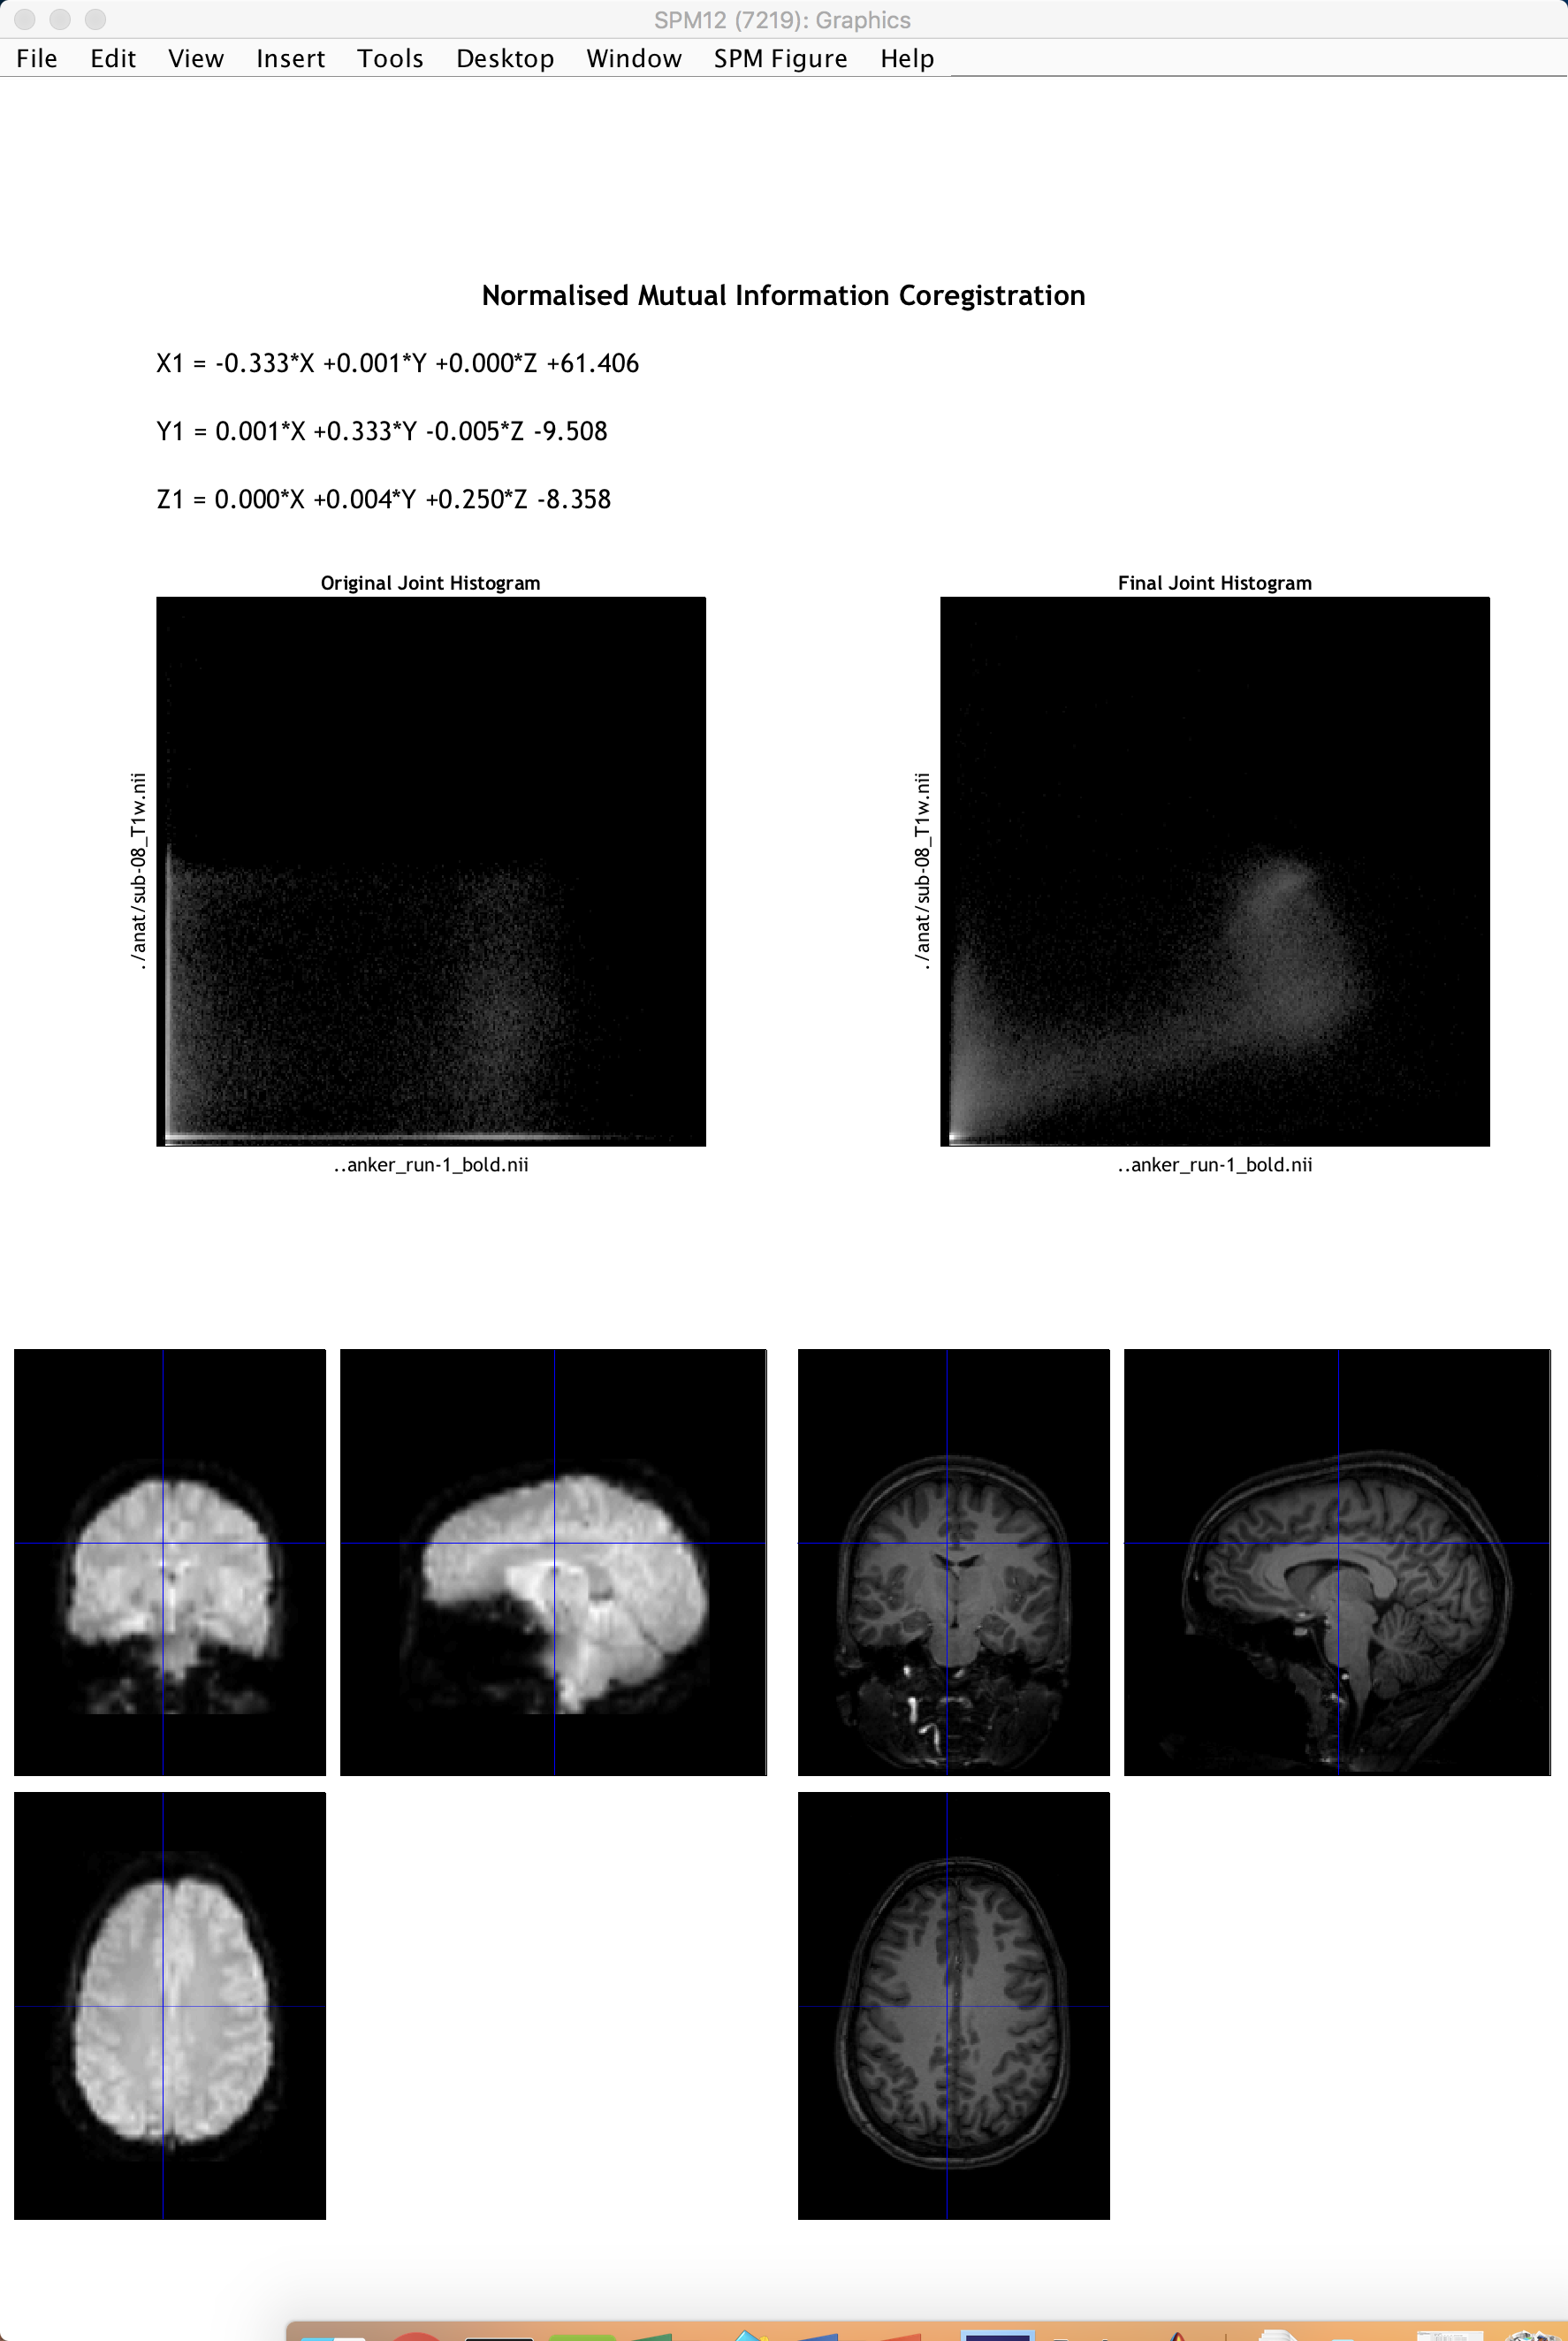 SPM12 (7219): Graphics
File Edit View Insert Tools Desktop Window SPM Figure Help
Normalised Mutual Information Coregistration
X1 = -0.333*X +0.001*Y +0.000*Z +61.406
Y1 = 0.001*X +0.333*Y -0.005*Z -9.508
Z1 = 0.000*X +0.004*Y +0.250*Z -8.358
Original Joint Histogram
./anat/sub-08_T1w.nii
..anker_run-1_bold.nii
Final Joint Histogram
./anat/sub-08_T1w.nii
..anker_run-1_bold.nii